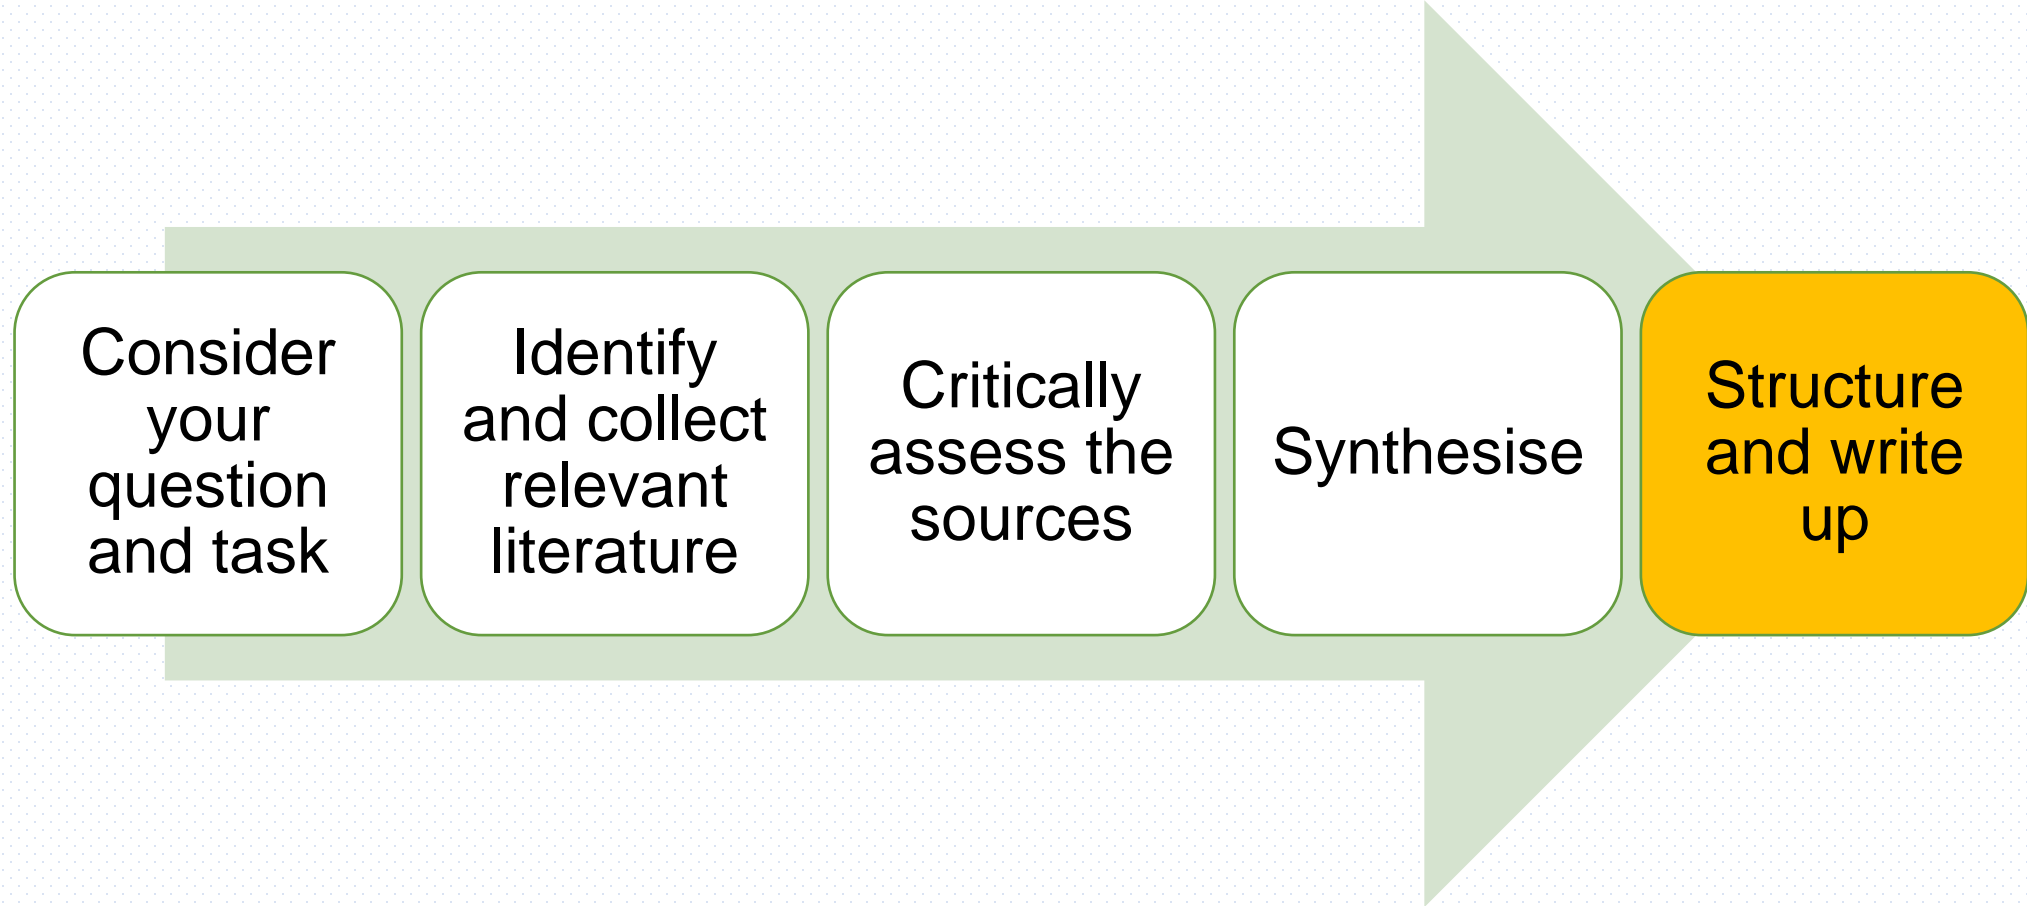 Consider
your
question
and task
Identify
and collect
relevant
literature
Critically
assess the
sources
Synthesise
Structure
and write
up